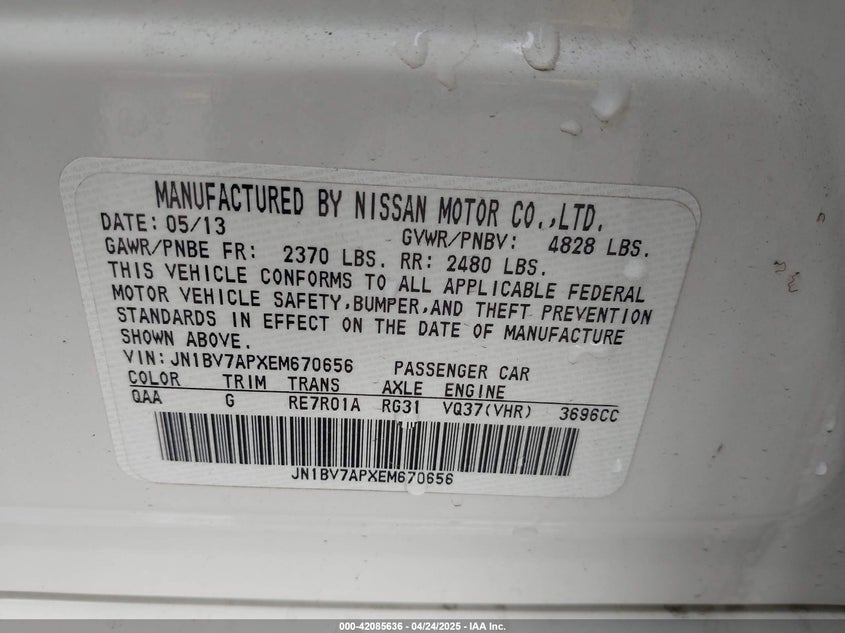 MANUFACTURED BY NISSAN MOTOR CO.,LTD.
DATE: 05/13 GVWR/PNBV: 4828 LBS.
GAWR/PNBE FR: 2370 LBS. RR: 2480 LBS.
THIS VEHICLE CONFORMS TO ALL APPLICABLE FEDERAL
MOTOR VEHICLE SAFETY,BUMPER,AND THEFT PREVENTION
STANDARDS IN EFFECT ON THE DATE OF MANUFACTURE
SHOWN ABOVE.
VIN: JN1BV7APXEM670656 PASSENGER CAR
COLOR TRIM TRANS AXLE ENGINE
QAA G RE7R01A RG31 VQ37(VHR) 3696CC
JN1BV7APXEM670656
000-42085636 - 04/24/2025 - IAA Inc.